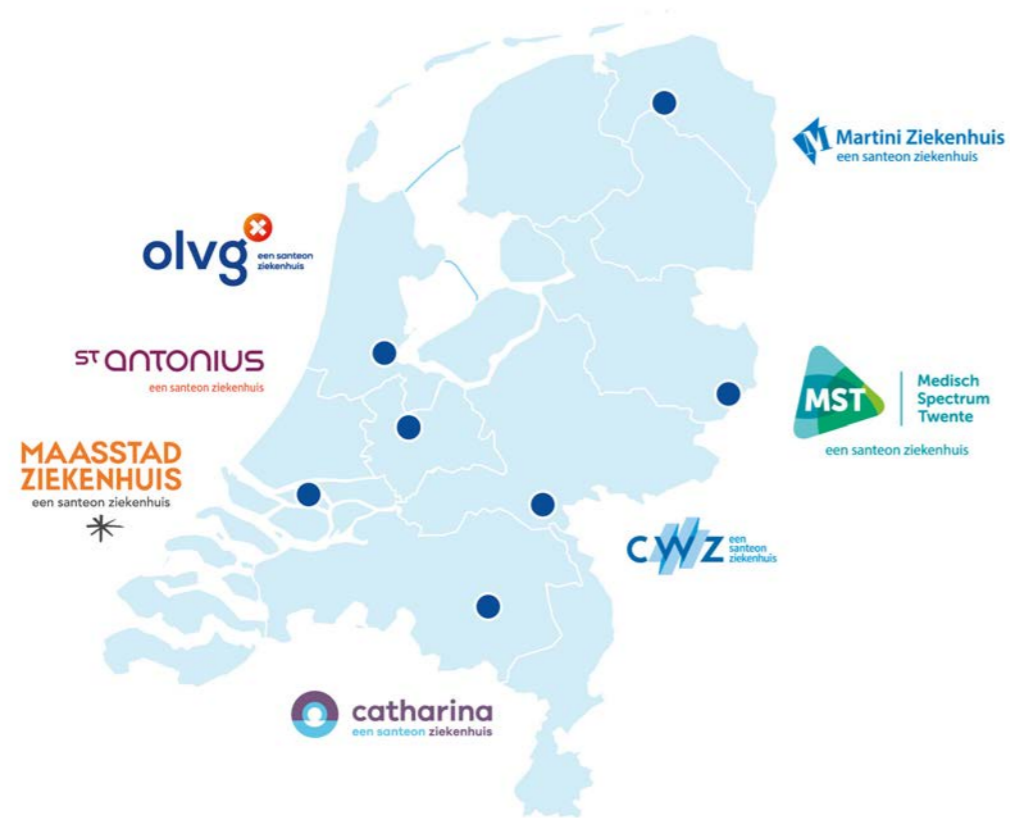 M Martini Ziekenhuis
een santeon ziekenhuis
olvg
een santeon
ziekenhuis
ST ANTONIUS
een santeon ziekenhuis
MST
Medisch
Spectrum
Twente
een santeon ziekenhuis
MAASSTAD
ZIEKENHUIS
een santeon ziekenhuis
CWZ
een
santeon
ziekenhuis
catharina
een santeon ziekenhuis